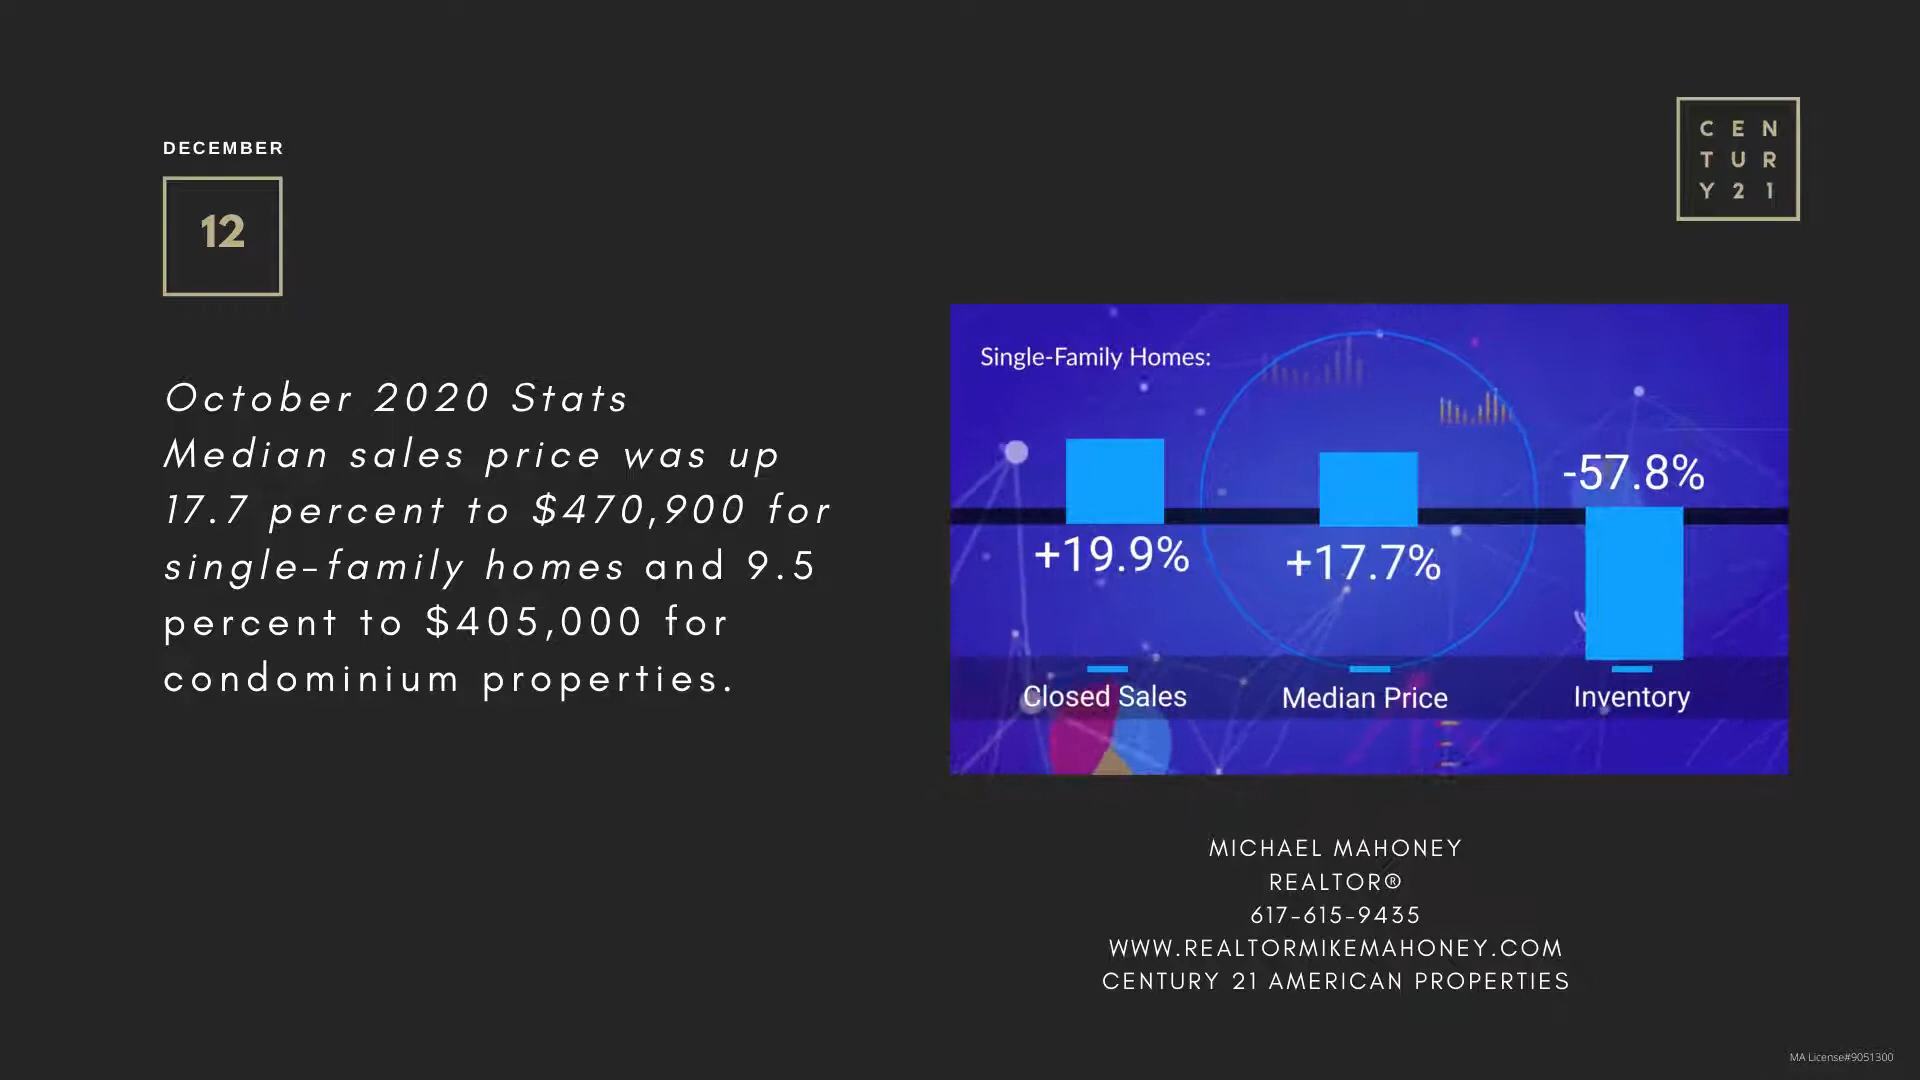 DECEMBER
12
C E N
T U R
Y 2 1
October 2020 Stats
Median sales price was up
17.7 percent to $470,900 for
single-family homes and 9.5
percent to $405,000 for
condominium properties.
Single-Family Homes:
-57.8%
+19.9%
+17.7%
Closed Sales
Median Price
Inventory
MICHAEL MAHONEY
REALTOR®
617-615-9435
WWW.REALTORMIKEMAHONEY.COM
CENTURY 21 AMERICAN PROPERTIES
MA License#9051300